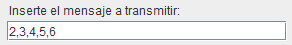 Inserte el mensaje a transmitir:
2,3,4,5,6